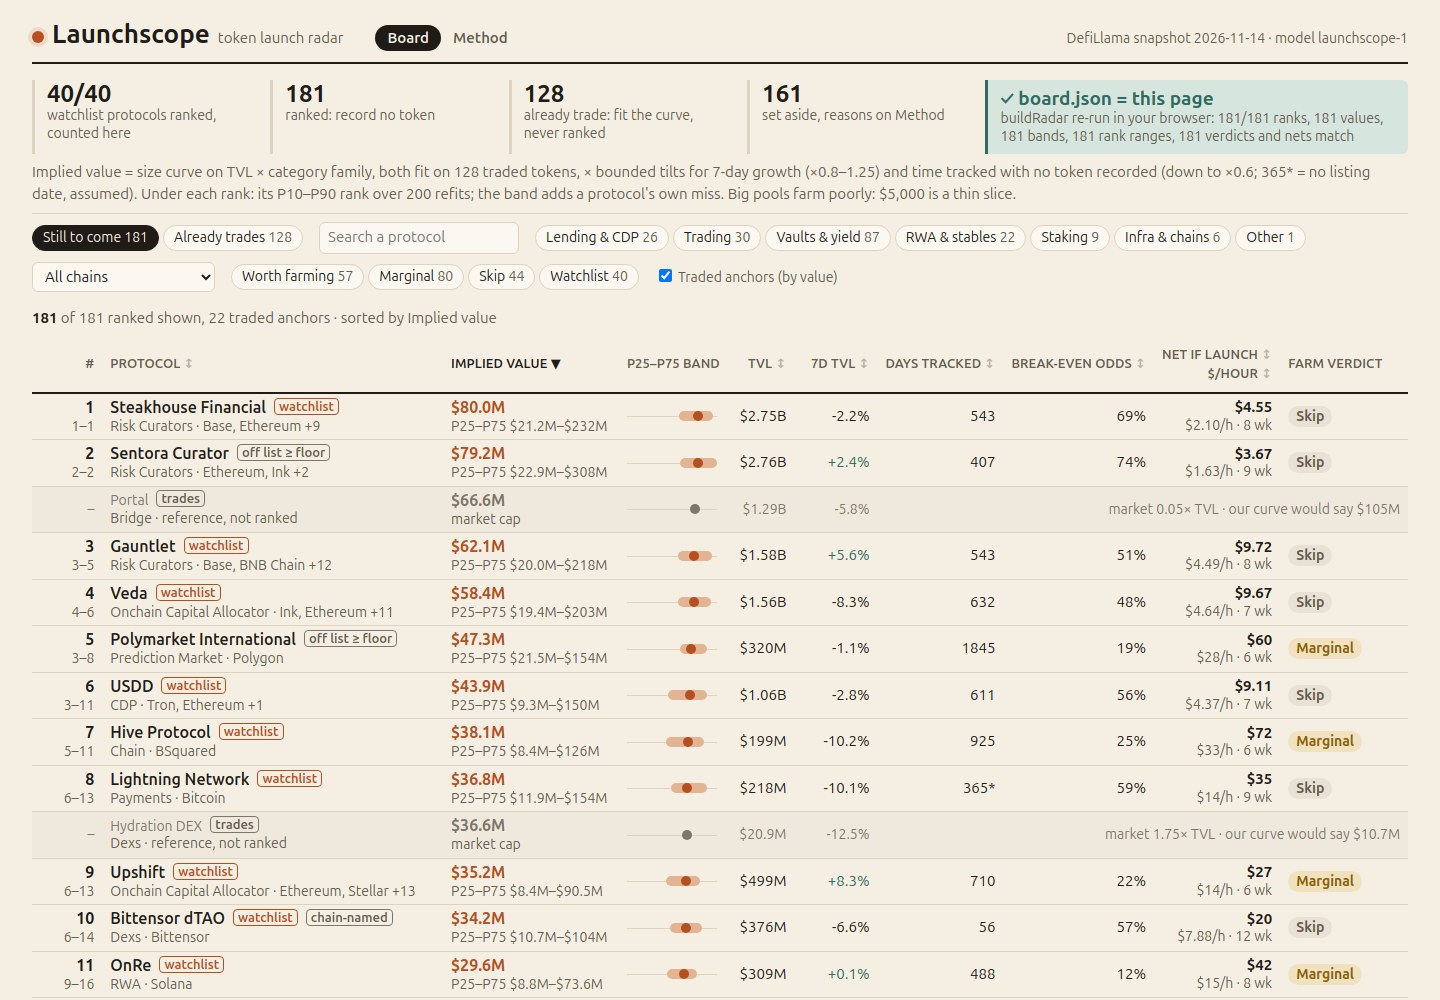 Launchscope token launch radar Board Method DefiLlama snapshot 2026-11-14 · model launchscope-1
40/40
watchlist protocols ranked,
counted here
181
ranked: record no token
128
already trade: fit the curve,
never ranked
161
set aside, reasons on Method
✓ board.json = this page
buildRadar re-run in your browser: 181/181 ranks, 181 values,
181 bands, 181 rank ranges, 181 verdicts and nets match
Implied value = size curve on TVL × category family, both fit on 128 traded tokens, × bounded tilts for 7-day growth (×0.8–1.25) and time tracked with no token recorded (down to ×0.6; 365* = no listing
date, assumed). Under each rank: its P10–P90 rank over 200 refits; the band adds a protocol's own miss. Big pools farm poorly: $5,000 is a thin slice.
Still to come 181 Already trades 128 Search a protocol Lending & CDP 26 Trading 30 Vaults & yield 87 RWA & stables 22 Staking 9 Infra & chains 6 Other 1
All chains Worth farming 57 Marginal 80 Skip 44 Watchlist 40 Traded anchors (by value)
181 of 181 ranked shown, 22 traded anchors · sorted by Implied value
# PROTOCOL ↕ IMPLIED VALUE ▼ P25–P75 BAND TVL ↕ 7D TVL ↕ DAYS TRACKED ↕ BREAK-EVEN ODDS ↕ NET IF LAUNCH ↕ FARM VERDICT
$/HOUR ↕
1 Steakhouse Financial watchlist $80.0M $2.75B -2.2% 543 69% $4.55 Skip
1–1 Risk Curators · Base, Ethereum +9 P25–P75 $21.2M–$232M $2.10/h · 8 wk
2 Sentora Curator off list ≥ floor $79.2M $2.76B +2.4% 407 74% $3.67 Skip
2–2 Risk Curators · Ethereum, Ink +2 P25–P75 $22.9M–$308M $1.63/h · 9 wk
– Portal trades $66.6M $1.29B -5.8% market 0.05× TVL · our curve would say $105M
Bridge · reference, not ranked market cap
3 Gauntlet watchlist $62.1M $1.58B +5.6% 543 51% $9.72 Skip
3–5 Risk Curators · Base, BNB Chain +12 P25–P75 $20.0M–$218M $4.49/h · 8 wk
4 Veda watchlist $58.4M $1.56B -8.3% 632 48% $9.67 Skip
4–6 Onchain Capital Allocator · Ink, Ethereum +11 P25–P75 $19.4M–$203M $4.64/h · 7 wk
5 Polymarket International off list ≥ floor $47.3M $320M -1.1% 1845 19% $60 Marginal
3–8 Prediction Market · Polygon P25–P75 $21.5M–$154M $28/h · 6 wk
6 USDD watchlist $43.9M $1.06B -2.8% 611 56% $9.11 Skip
3–11 CDP · Tron, Ethereum +1 P25–P75 $9.3M–$150M $4.37/h · 7 wk
7 Hive Protocol watchlist $38.1M $199M -10.2% 925 25% $72 Marginal
5–11 Chain · BSquared P25–P75 $8.4M–$126M $33/h · 6 wk
8 Lightning Network watchlist $36.8M $218M -10.1% 365* 59% $35 Skip
6–13 Payments · Bitcoin P25–P75 $11.9M–$154M $14/h · 9 wk
– Hydration DEX trades $36.6M $20.9M -12.5% market 1.75× TVL · our curve would say $10.7M
Dexs · reference, not ranked market cap
9 Upshift watchlist $35.2M $499M +8.3% 710 22% $27 Marginal
6–13 Onchain Capital Allocator · Ethereum, Stellar +13 P25–P75 $8.4M–$90.5M $14/h · 6 wk
10 Bittensor dTAO watchlist chain-named $34.2M $376M -6.6% 56 57% $20 Skip
6–14 Dexs · Bittensor P25–P75 $10.7M–$104M $7.88/h · 12 wk
11 OnRe watchlist $29.6M $309M +0.1% 488 12% $42 Marginal
9–16 RWA · Solana P25–P75 $8.8M–$73.6M $15/h · 8 wk